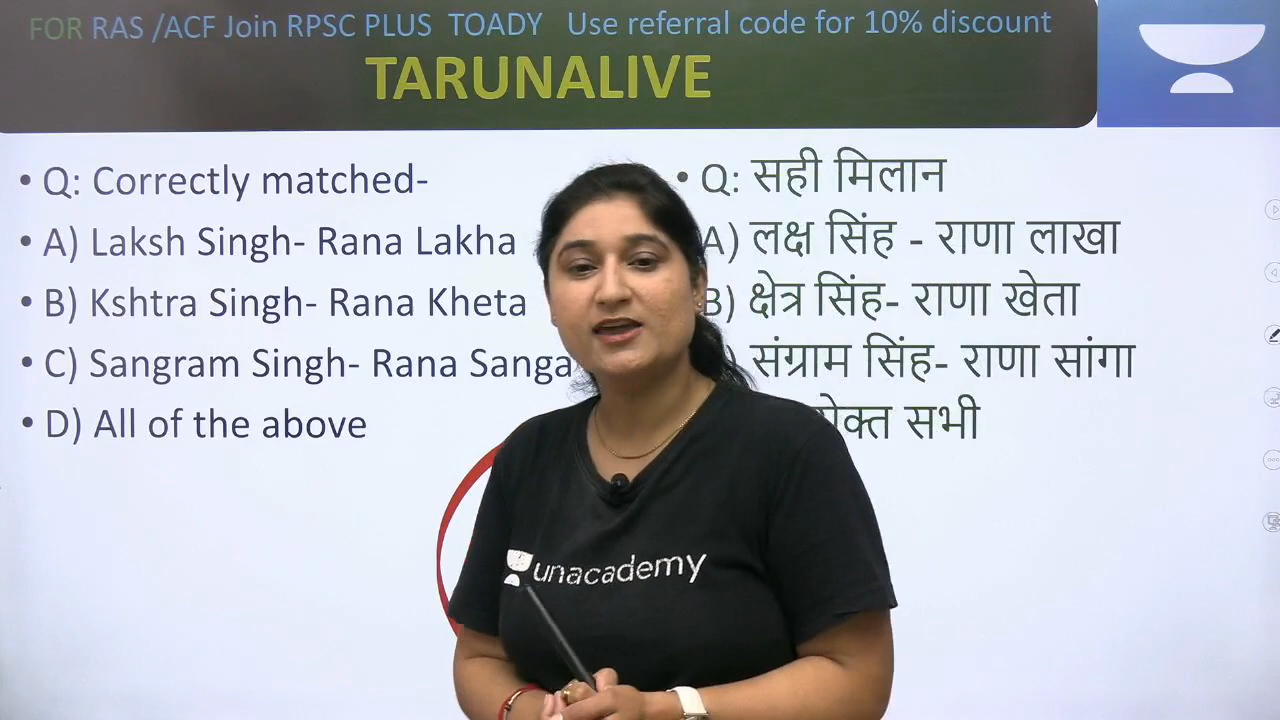 FOR RAS /ACF Join RPSC PLUS TOADY Use referral code for 10% discount
TARUNALIVE
• Q: Correctly matched-
• A) Laksh Singh- Rana Lakha
• B) Kshtra Singh- Rana Kheta
• C) Sangram Singh- Rana Sanga
• D) All of the above
• Q: सही मिलान
A) लक्ष सिंह - राणा लाखा
B) क्षेत्र सिंह- राणा खेता
) संग्राम सिंह- राणा सांगा
सभी
unacademy